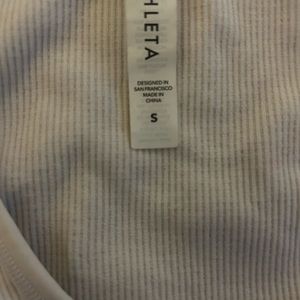 HLETA
DESIGNED IN
SAN FRANCISCO
MADE IN
CHINA
S